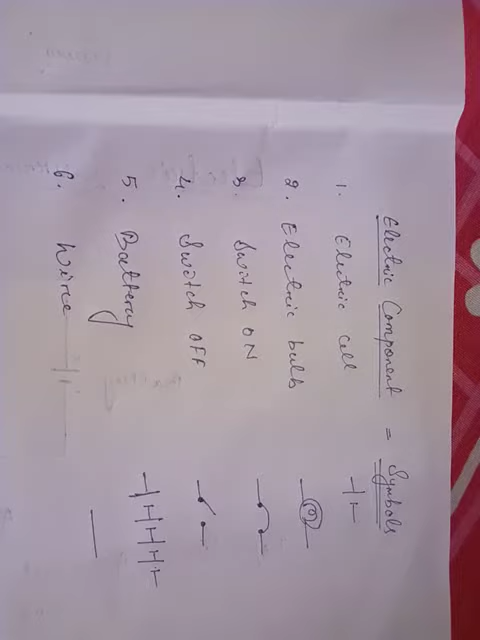 Electric Component = Symbols
1. Electric cell
2. Electric bulb
3. Switch ON
4. Switch OFF
5. Battery
6. Wire